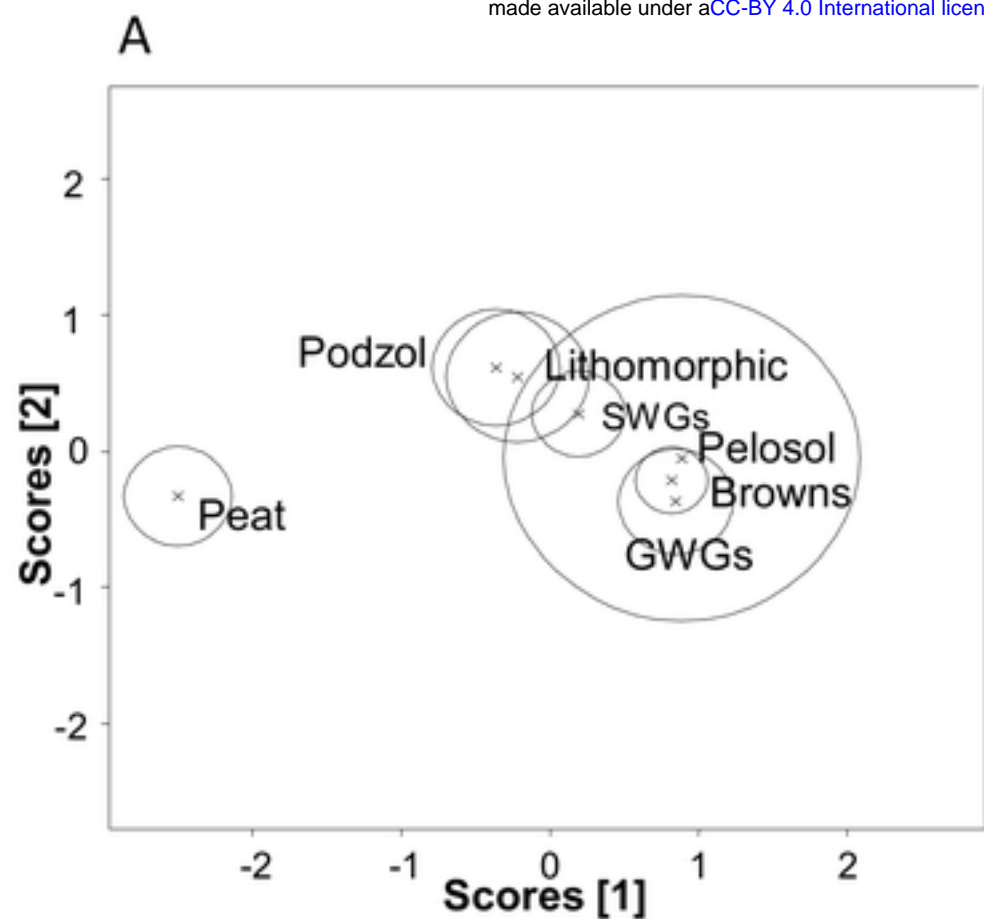 made available under aCC-BY 4.0 International licen
A
2
1
Podzol
Lithomorphic
SWGs
0
Pelosol
Browns
Peat
GWGs
-1
-2
Scores [2]
-2 -1 0 1 2
Scores [1]